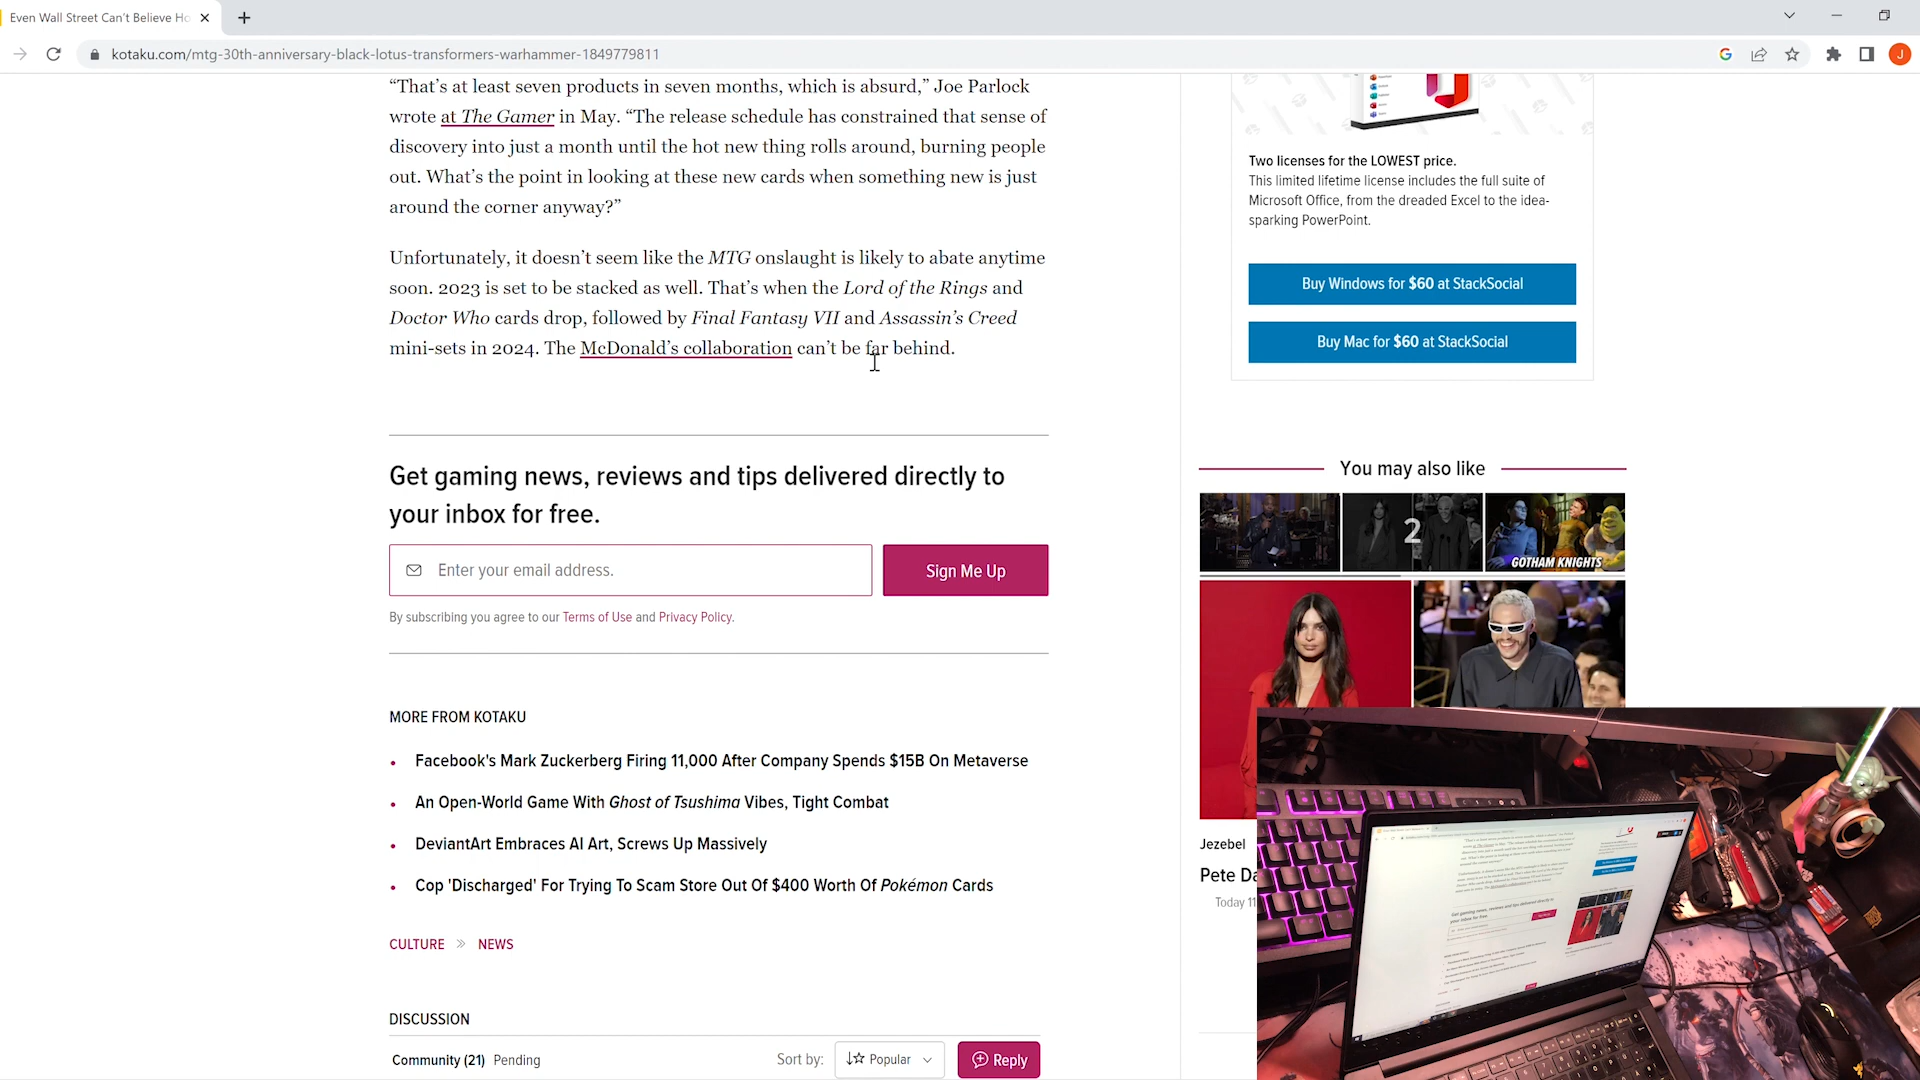 Even Wall Street Can't Believe Ho
kotaku.com/mtg-30th-anniversary-black-lotus-transformers-warhammer-1849779811
J
“That’s at least seven products in seven months, which is absurd,” Joe Parlock
wrote at The Gamer in May. “The release schedule has constrained that sense of
discovery into just a month until the hot new thing rolls around, burning people
out. What’s the point in looking at these new cards when something new is just
around the corner anyway?”
Unfortunately, it doesn’t seem like the MTG onslaught is likely to abate anytime
soon. 2023 is set to be stacked as well. That’s when the Lord of the Rings and
Doctor Who cards drop, followed by Final Fantasy VII and Assassin’s Creed
mini-sets in 2024. The McDonald’s collaboration can’t be far behind.
Get gaming news, reviews and tips delivered directly to
your inbox for free.
Enter your email address.
Sign Me Up
By subscribing you agree to our Terms of Use and Privacy Policy.
MORE FROM KOTAKU
Facebook's Mark Zuckerberg Firing 11,000 After Company Spends $15B On Metaverse
An Open-World Game With Ghost of Tsushima Vibes, Tight Combat
DeviantArt Embraces AI Art, Screws Up Massively
Cop 'Discharged' For Trying To Scam Store Out Of $400 Worth Of Pokémon Cards
CULTURE
NEWS
DISCUSSION
Community (21)
Pending
Sort by:
Popular
Reply
Two licenses for the LOWEST price.
This limited lifetime license includes the full suite of
Microsoft Office, from the dreaded Excel to the idea-
sparking PowerPoint.
Buy Windows for $60 at StackSocial
Buy Mac for $60 at StackSocial
You may also like
2
GOTHAM KNIGHTS
Jezebel
Pete Da
Today 11